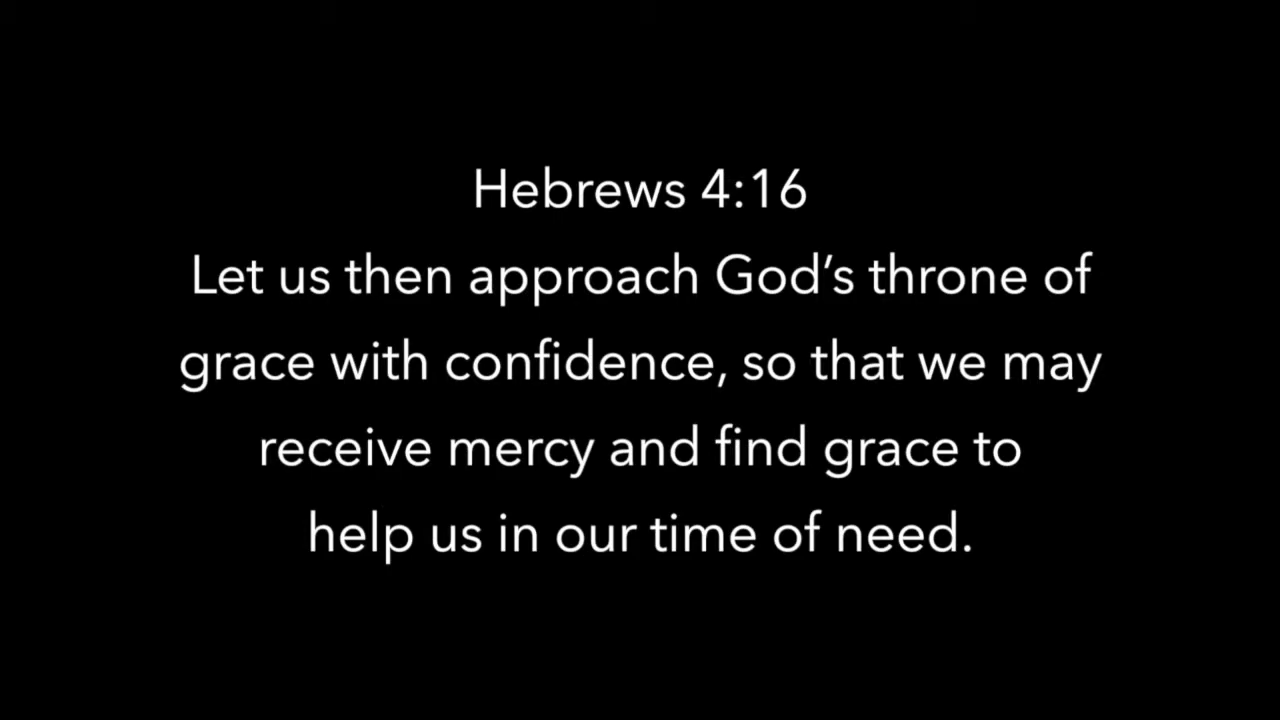 Hebrews 4:16
Let us then approach God’s throne of
grace with confidence, so that we may
receive mercy and find grace to
help us in our time of need.